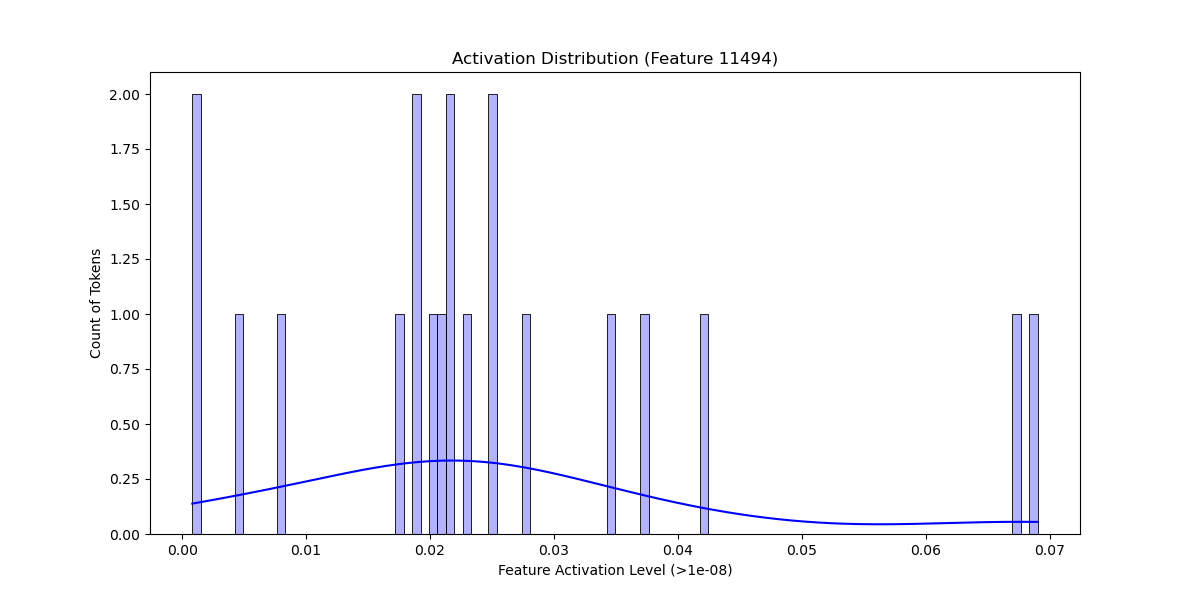 Activation Distribution (Feature 11494)
2.00
1.75
1.50
1.25
1.00
0.75
0.50
0.25
0.00
Count of Tokens
0.00 0.01 0.02 0.03 0.04 0.05 0.06 0.07
Feature Activation Level (>1e-08)